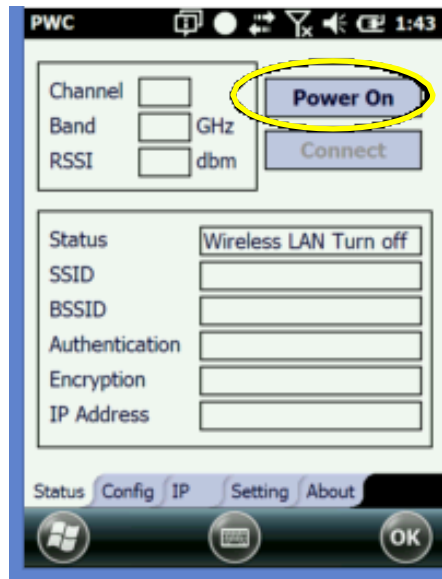 PWC 1:43
Channel
Power On
Band GHz
RSSI dbm
Connect
Status Wireless LAN Turn off
SSID
BSSID
Authentication
Encryption
IP Address
Status Config IP Setting About
OK